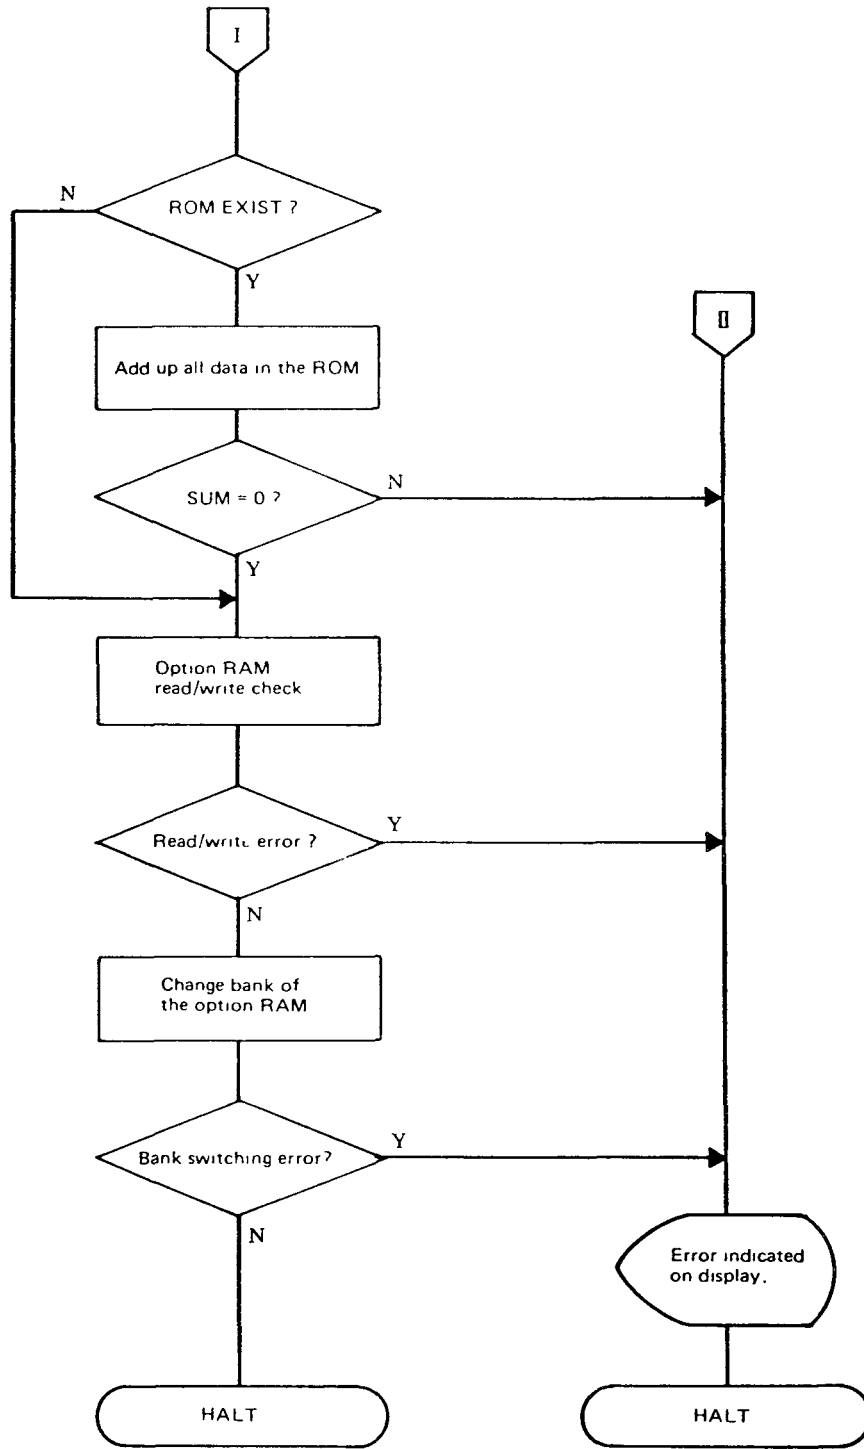 I
N
ROM EXIST ?
Y
II
Add up all data in the ROM
SUM = 0 ?
N
Y
Option RAM
read/write check
Read/write error ?
Y
N
Change bank of
the option RAM
Bank switching error?
Y
N
Error indicated
on display.
HALT
HALT